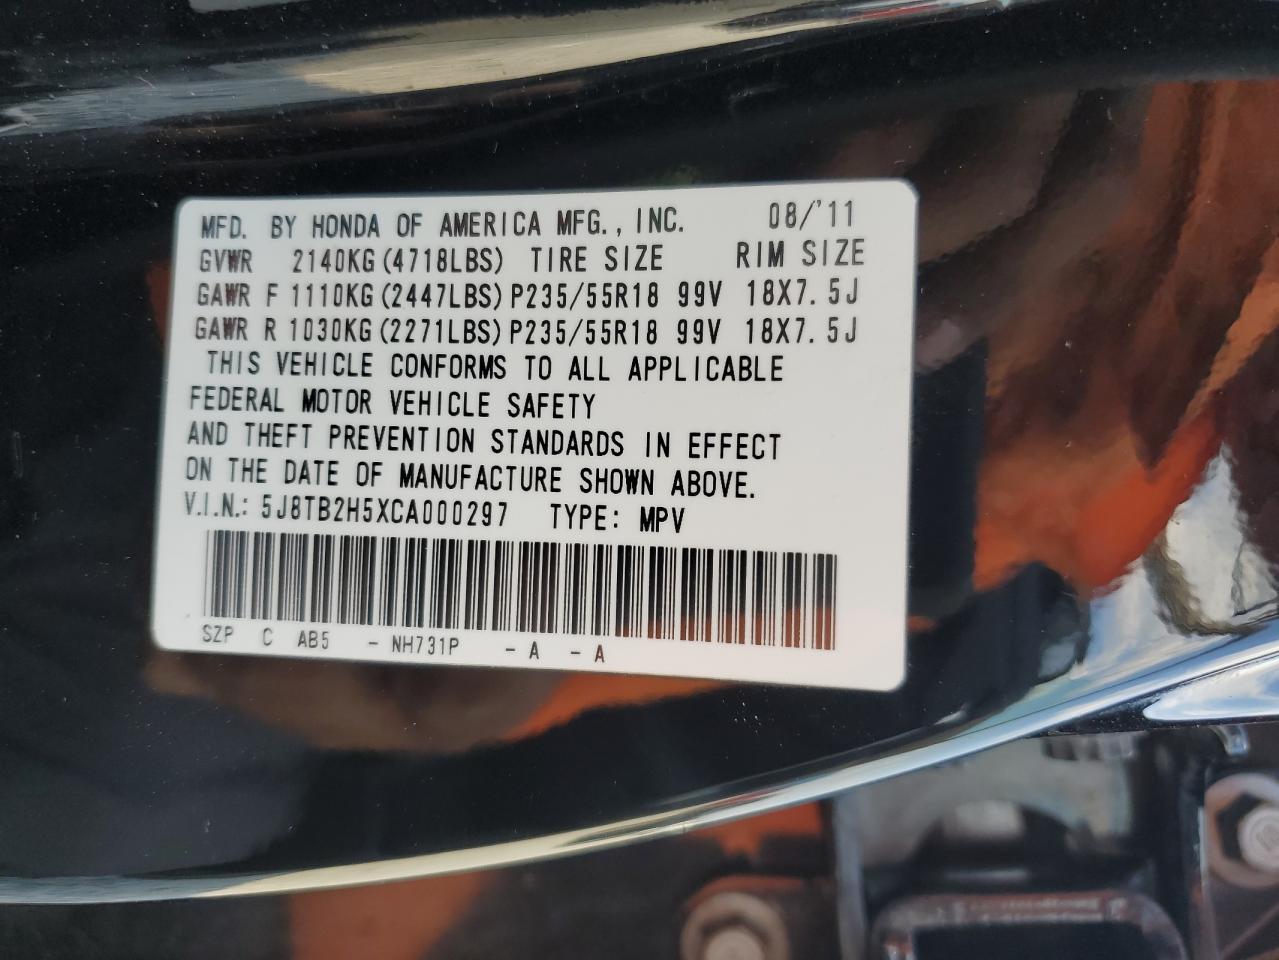 MFD. BY HONDA OF AMERICA MFG., INC. 08/'11
GVWR 2140KG(4718LBS) TIRE SIZE RIM SIZE
GAWR F 1110KG(2447LBS)P235/55R18 99V 18X7.5J
GAWR R 1030KG(2271LBS)P235/55R18 99V 18X7.5J
THIS VEHICLE CONFORMS TO ALL APPLICABLE
FEDERAL MOTOR VEHICLE SAFETY
AND THEFT PREVENTION STANDARDS IN EFFECT
ON THE DATE OF MANUFACTURE SHOWN ABOVE.
V.I.N.: 5J8TB2H5XCA000297 TYPE: MPV
SZP C AB5 - NH731P - A - A